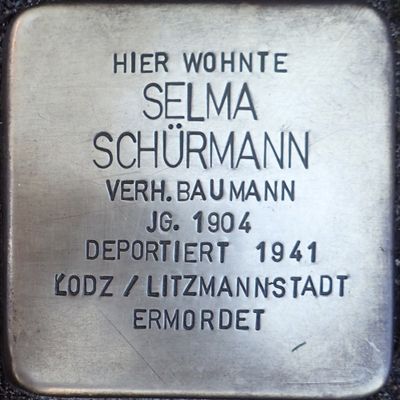 HIER WOHNTE
SELMA
SCHÜRMANN
VERH. BAUMANN
JG. 1904
DEPORTIERT 1941
ŁODZ / LITZMANNSTADT
ERMORDET